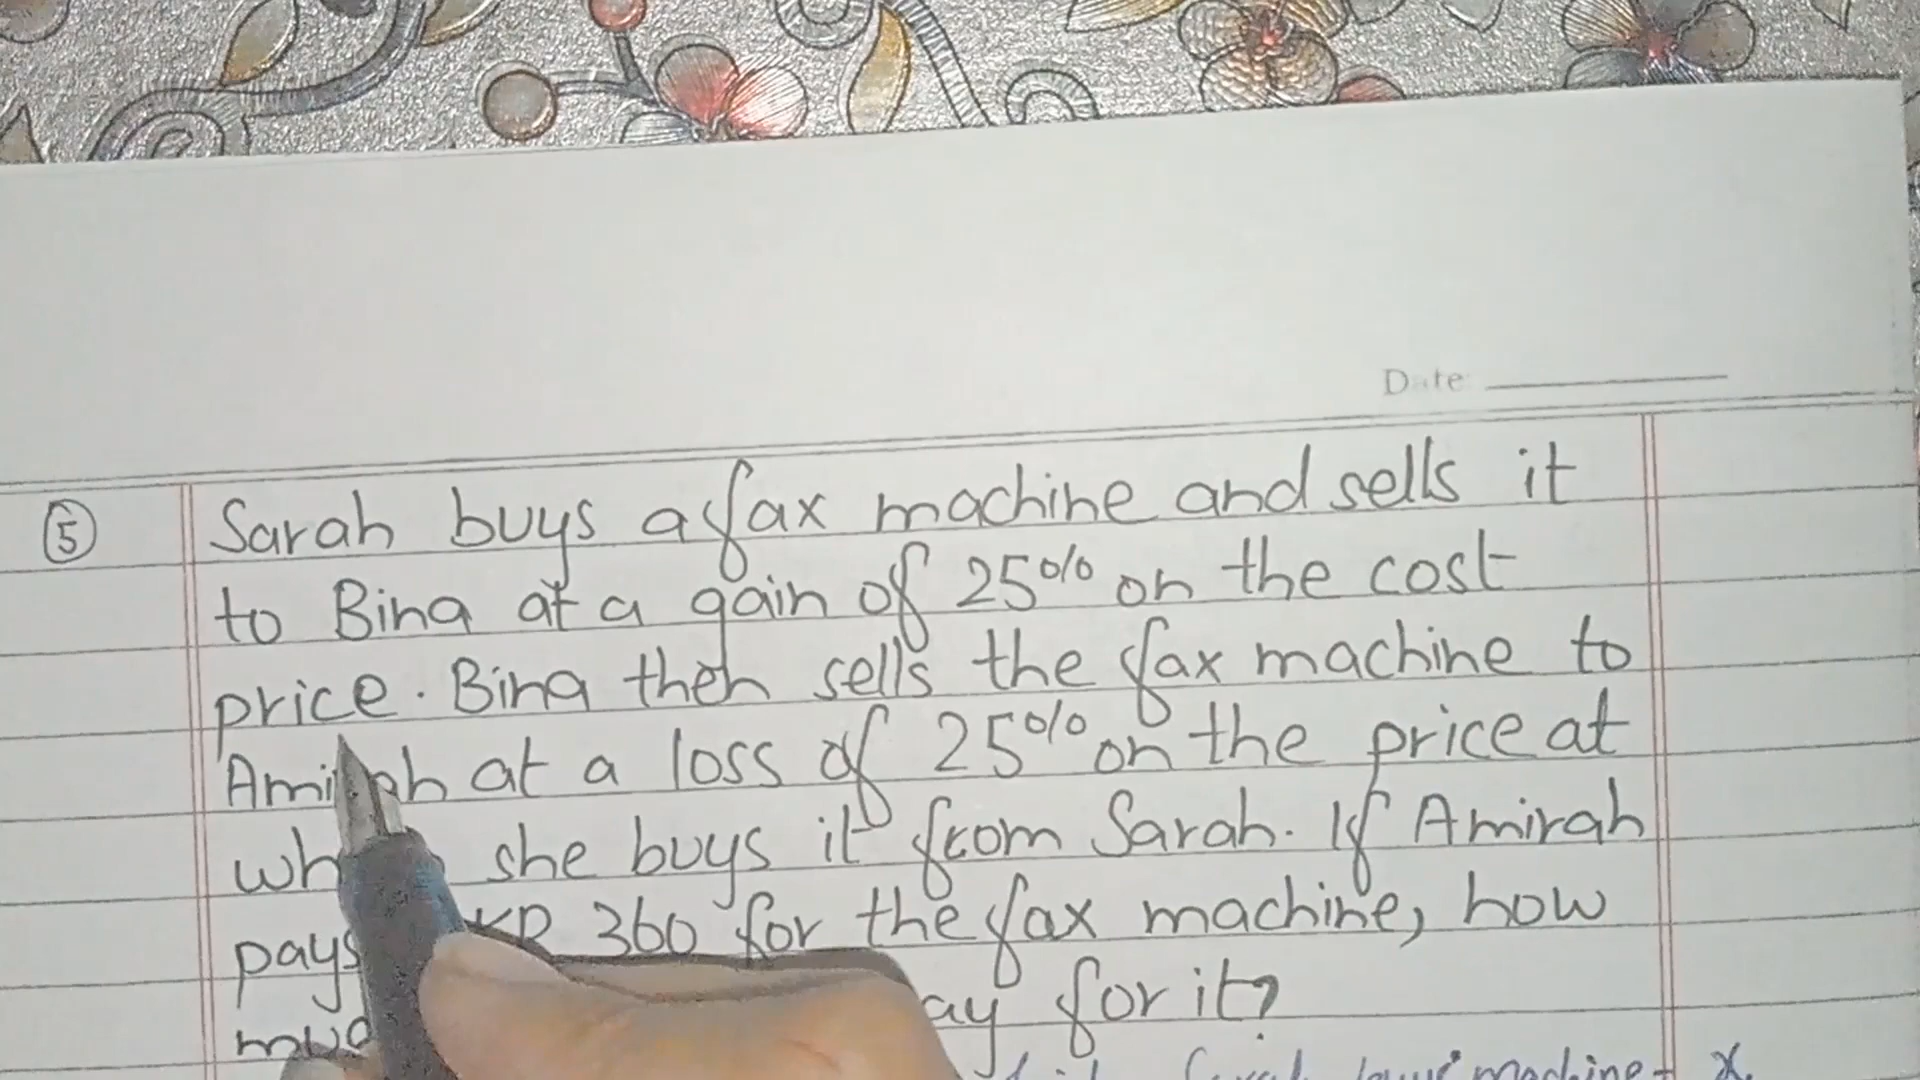 Date
5 Sarah buys a fax machine and sells it
to Bina at a gain of 25% on the cost
price. Bina then sells the fax machine to
at a loss of 25% on the price at
she buys it from Sarah. If Amirah
pays 360 for the fax machine, how
for it?
machine